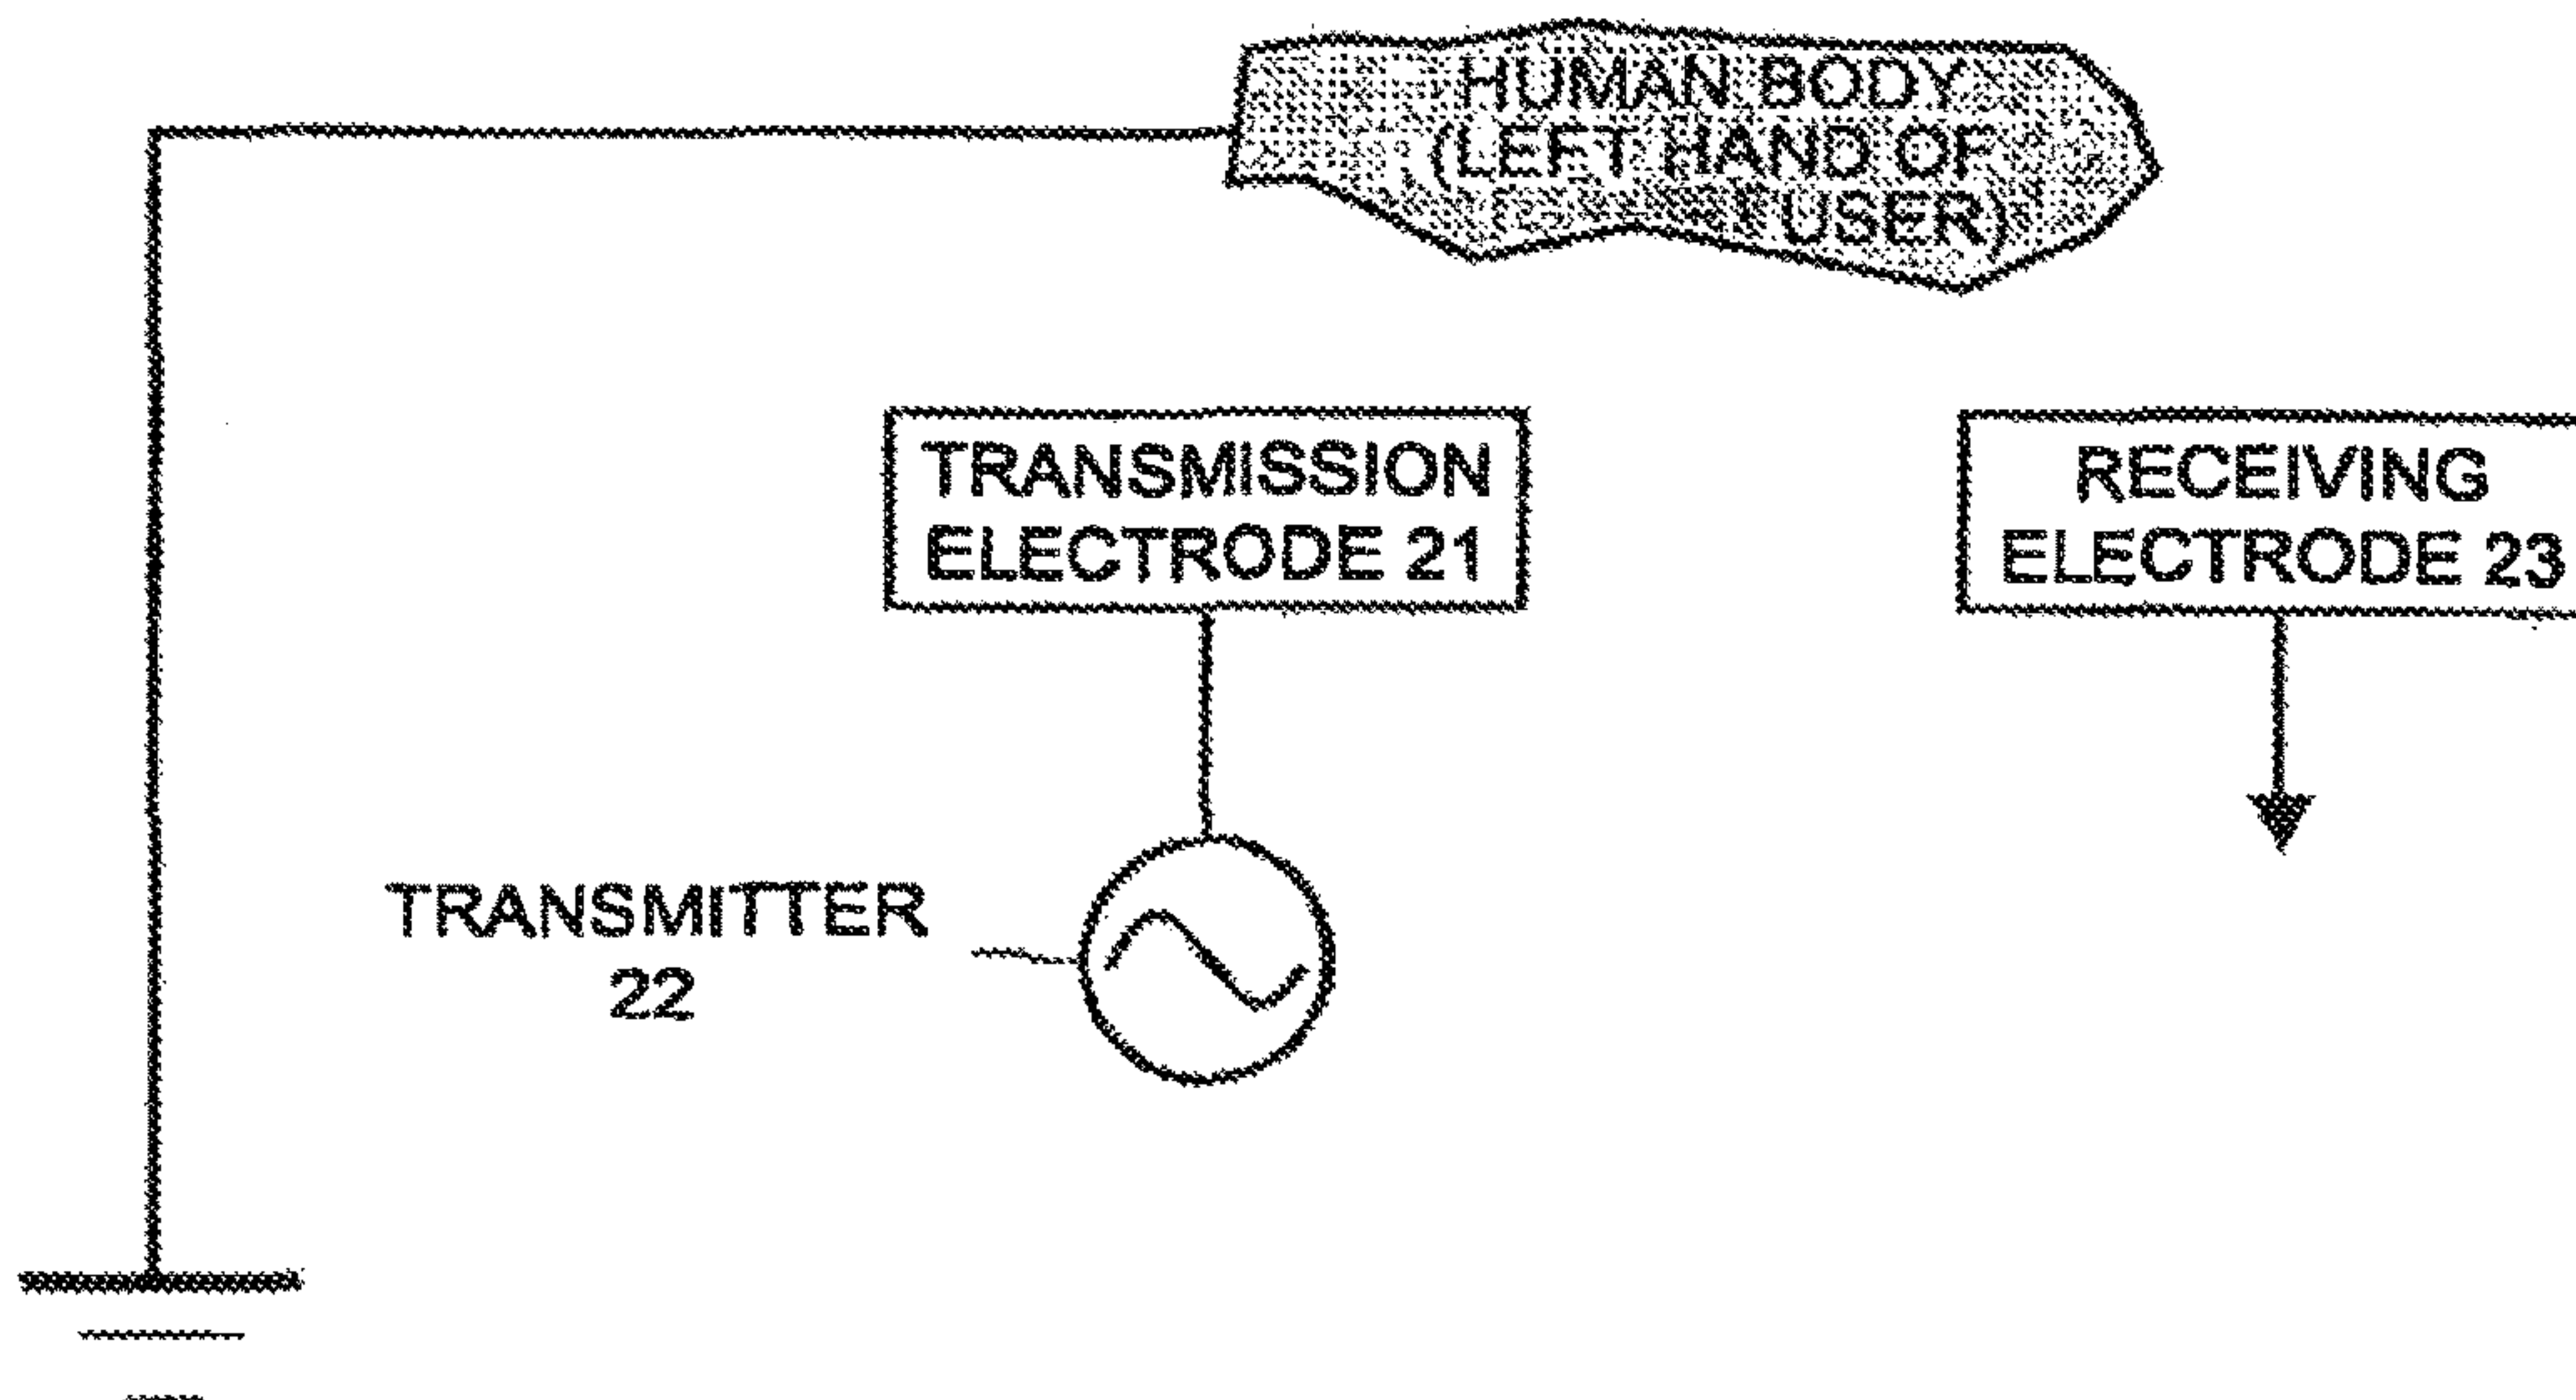 HUMAN BODY
(LEFT HAND OF
USER)
TRANSMISSION
ELECTRODE 21
RECEIVING
ELECTRODE 23
TRANSMITTER
22